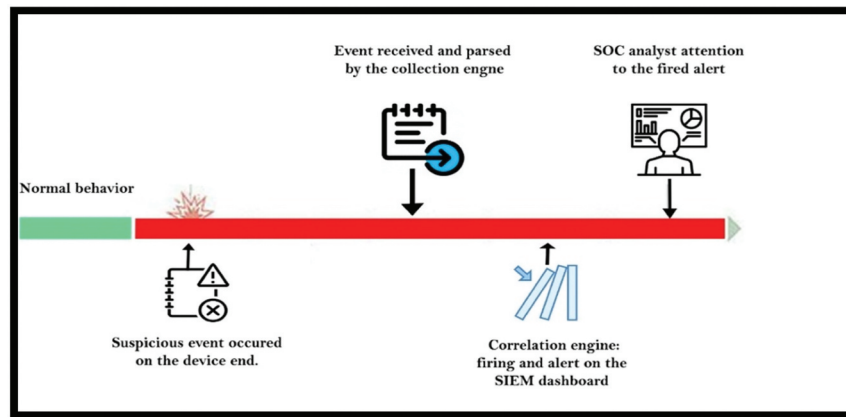 Event received and parsed
by the collection engne
SOC analyst attention
to the fired alert
Normal behavior
Suspicious event occured
on the device end.
Correlation engine:
firing and alert on the
SIEM dashboard